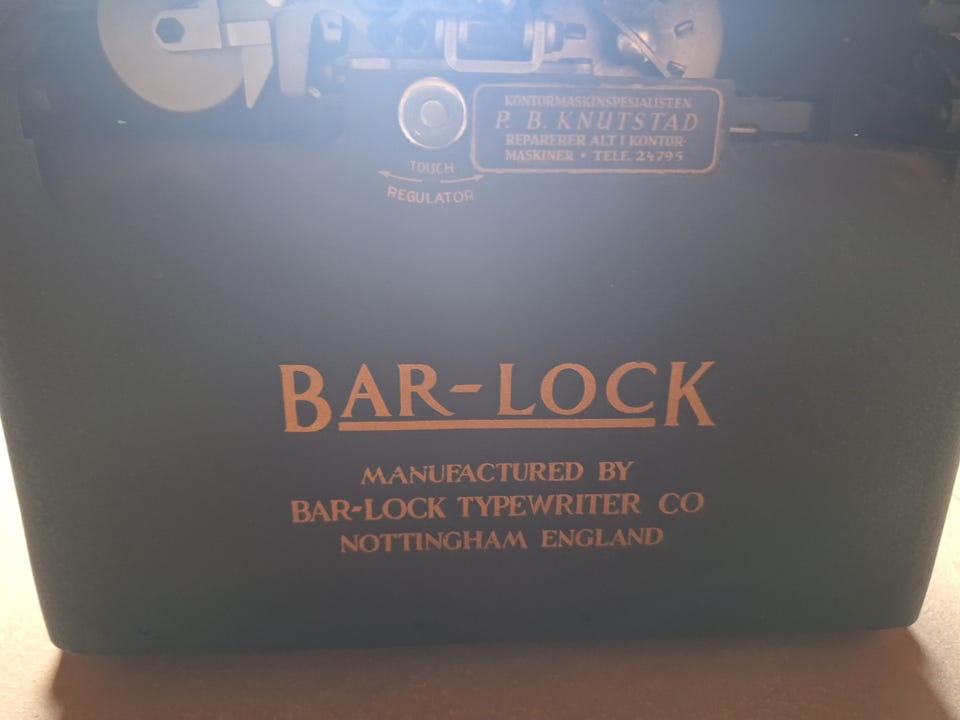 KONTORMASKINSPESIALISTEN
P. B. KNUTSTAD
REPARERER ALT I KONTOR-
MASKINER • TELF. 24795
TOUCH
REGULATOR
BAR-LOCK
MANUFACTURED BY
BAR-LOCK TYPEWRITER CO
NOTTINGHAM ENGLAND